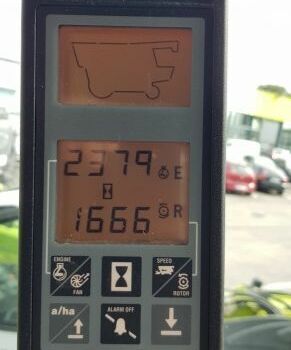 2379 E
1666 R
ENGINE
FAN
SPEED
ROTOR
a/ha
ALARM OFF